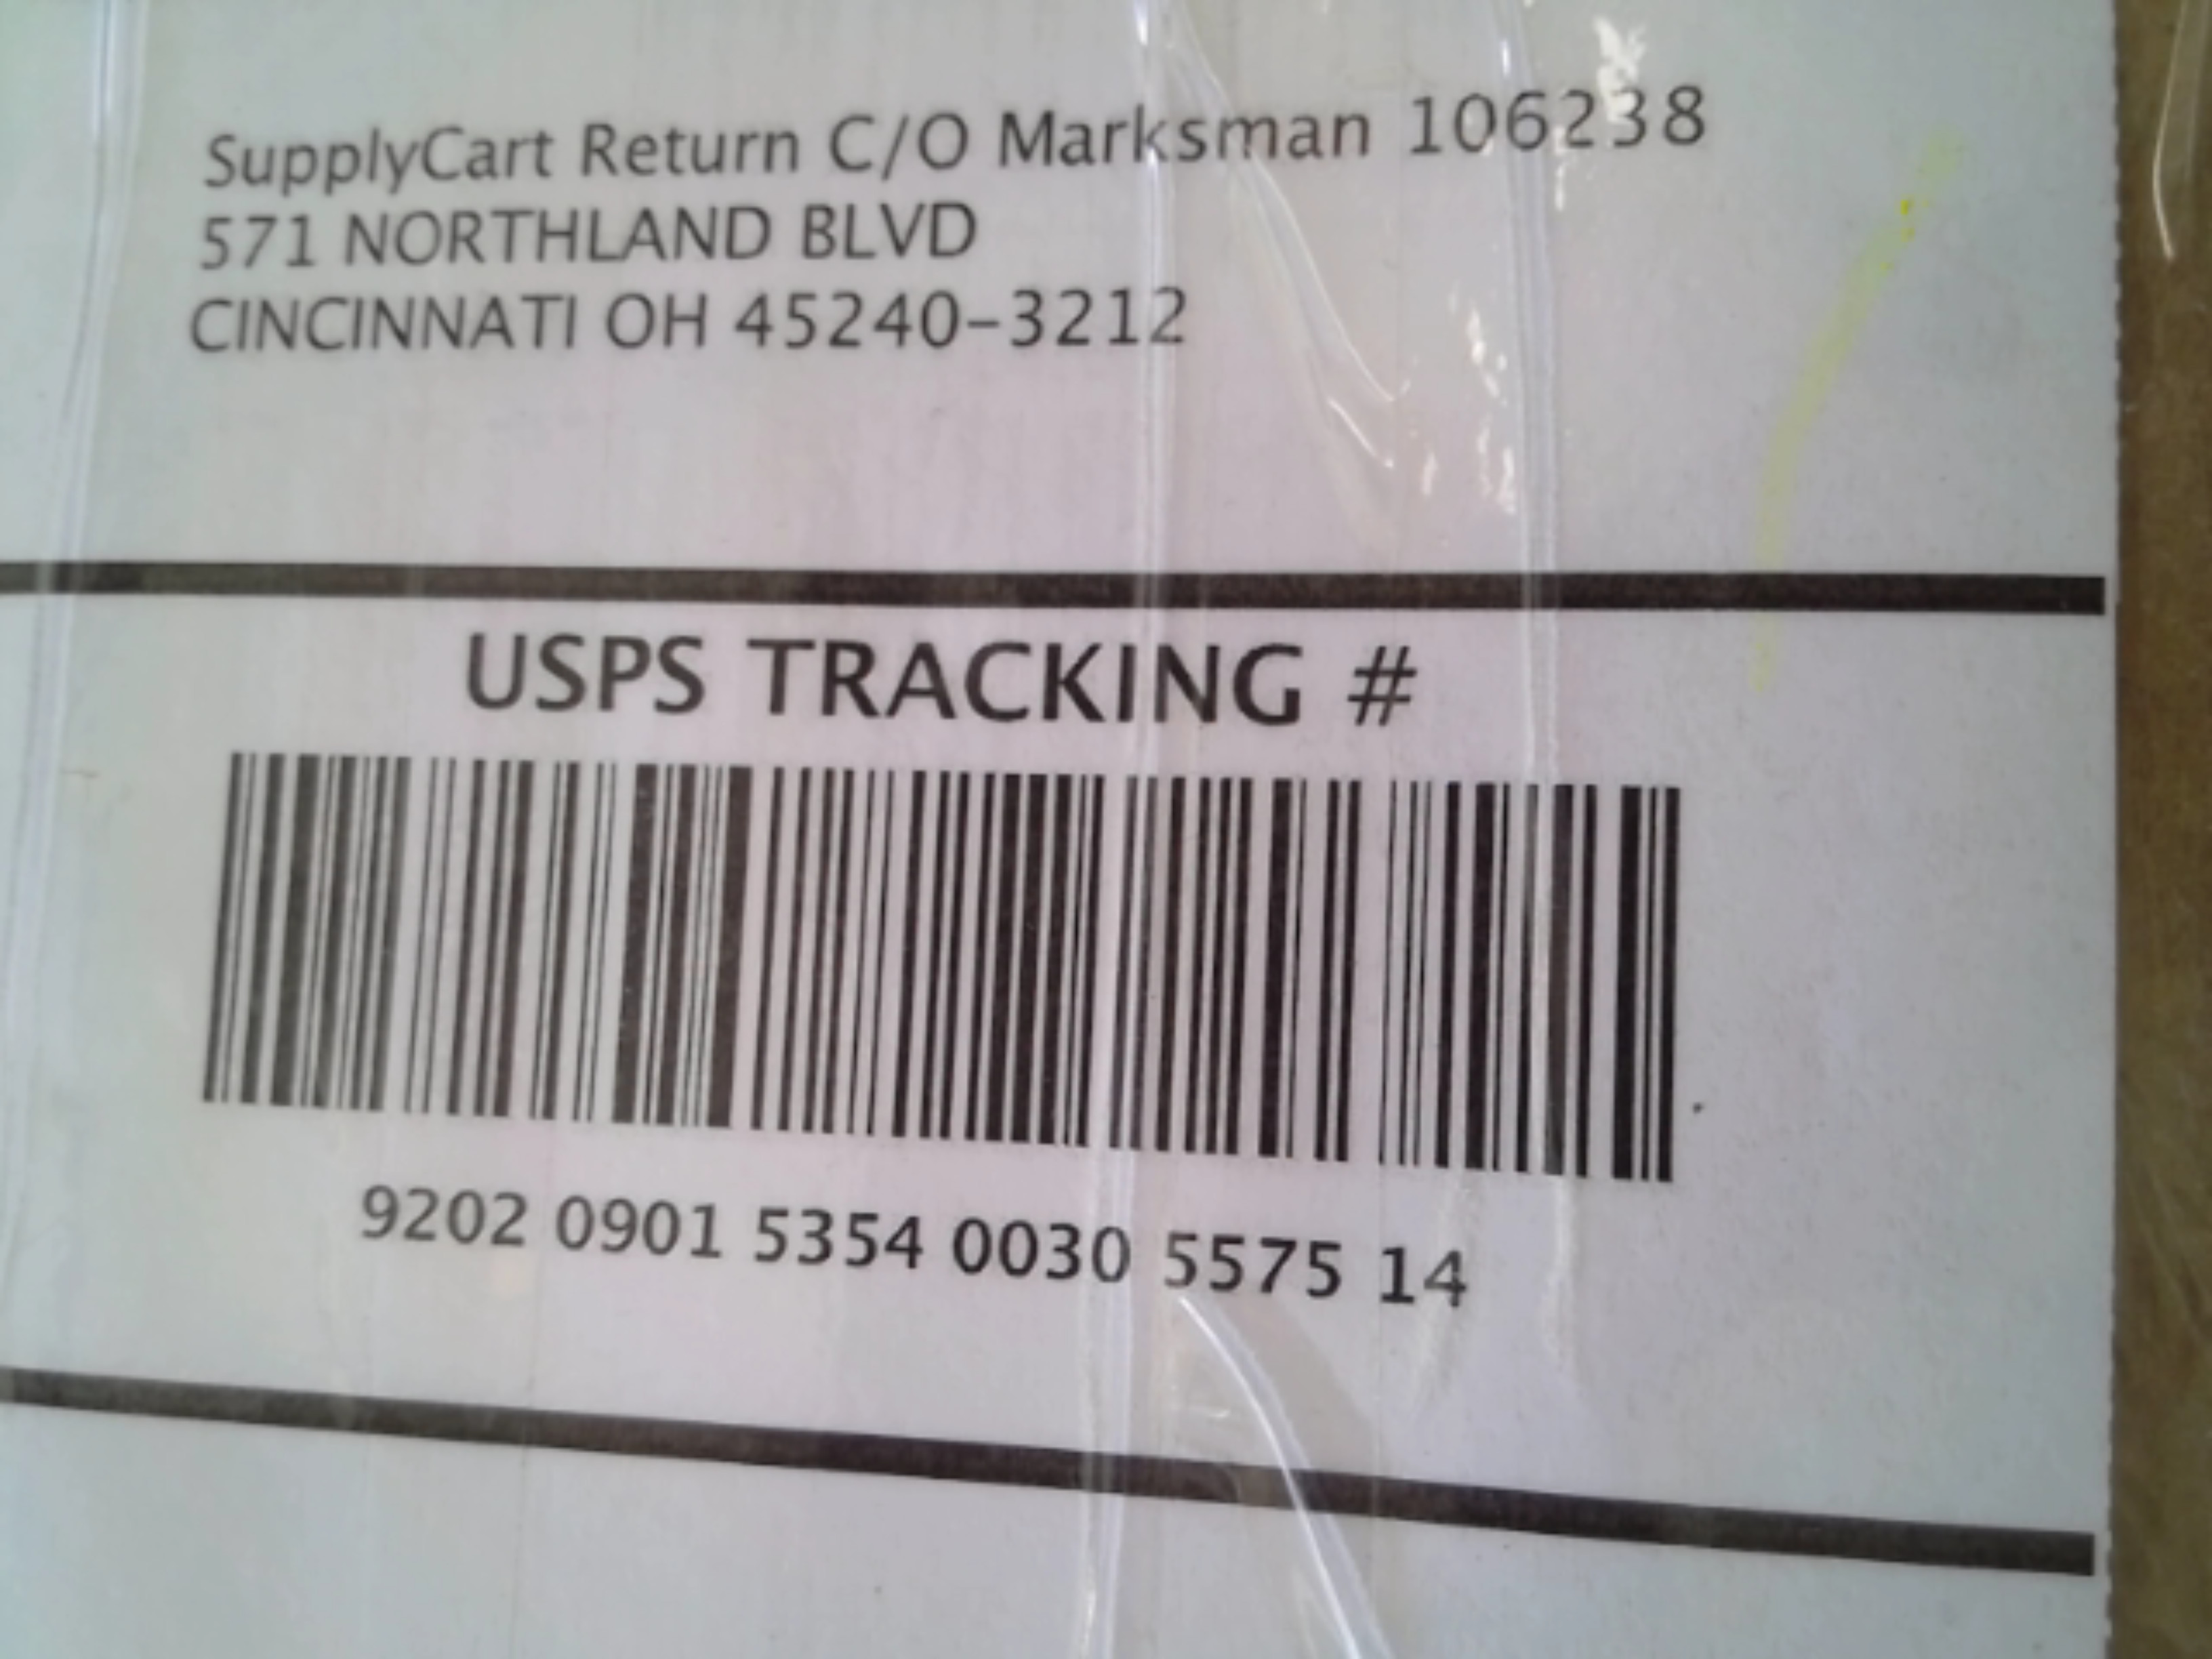 SupplyCart Return C/O Marksman 106238
571 NORTHLAND BLVD
CINCINNATI OH 45240-3212
USPS TRACKING #
9202 0901 5354 0030 5575 14